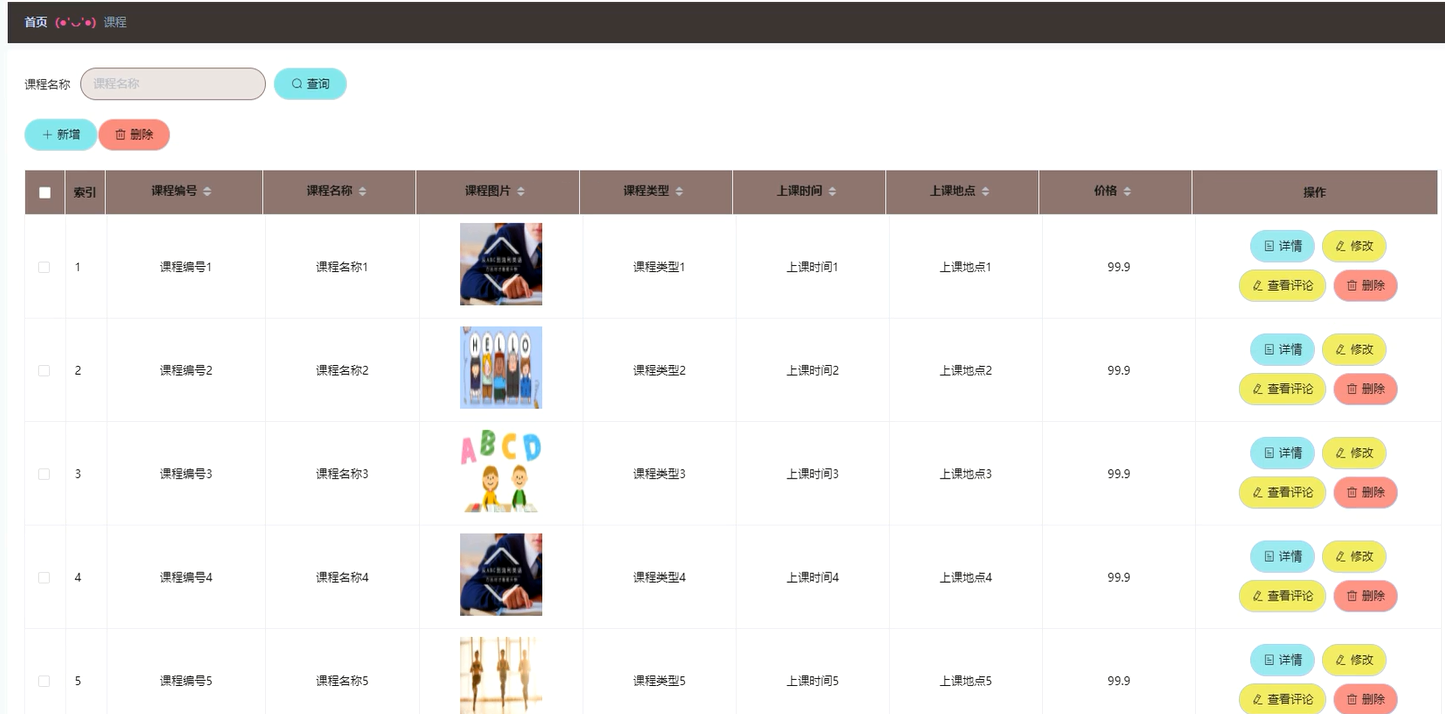 首页 (●'◡'●) 课程
课程名称 课程名称 查询
新增 删除
索引 课程编号 课程名称 课程图片 课程类型 上课时间 上课地点 价格 操作
1 课程编号1 课程名称1 课程类型1 上课时间1 上课地点1 99.9
详情 修改
查看评论 删除
2 课程编号2 课程名称2 HELLO 课程类型2 上课时间2 上课地点2 99.9
详情 修改
查看评论 删除
3 课程编号3 课程名称3 ABCD 课程类型3 上课时间3 上课地点3 99.9
详情 修改
查看评论 删除
4 课程编号4 课程名称4 课程类型4 上课时间4 上课地点4 99.9
详情 修改
查看评论 删除
5 课程编号5 课程名称5 课程类型5 上课时间5 上课地点5 99.9
详情 修改
查看评论 删除